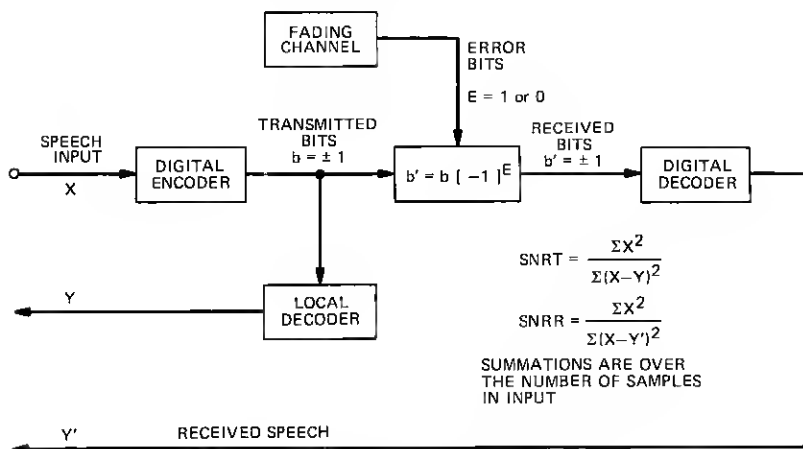 FADING
CHANNEL
ERROR
BITS
E = 1 or 0
SPEECH
INPUT
X
DIGITAL
ENCODER
TRANSMITTED
BITS
b = ± 1
b' = b [ −1 ]^E
RECEIVED
BITS
b' = ± 1
DIGITAL
DECODER
Y
LOCAL
DECODER
SNRT = ΣX² / Σ(X−Y)²
SNRR = ΣX² / Σ(X−Y')²
SUMMATIONS ARE OVER
THE NUMBER OF SAMPLES
IN INPUT
Y' RECEIVED SPEECH